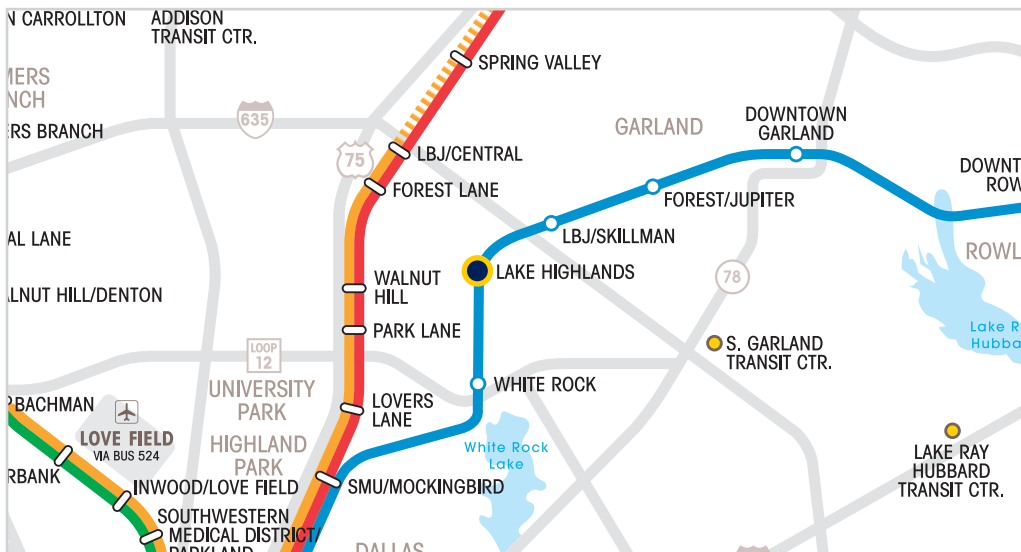 N CARROLLTON
ADDISON
TRANSIT CTR.
SPRING VALLEY
MERS
NCH
635
GARLAND
DOWNTOWN
GARLAND
ERS BRANCH
75
LBJ/CENTRAL
FOREST LANE
DOWNT
ROW
FOREST/JUPITER
AL LANE
LBJ/SKILLMAN
ROWL
LAKE HIGHLANDS
WALNUT
HILL
78
ALNUT HILL/DENTON
PARK LANE
Lake R
Hubba
S. GARLAND
TRANSIT CTR.
LOOP
12
UNIVERSITY
PARK
WHITE ROCK
BACHMAN
LOVERS
LANE
LOVE FIELD
VIA BUS 524
HIGHLAND
PARK
White Rock
Lake
LAKE RAY
HUBBARD
TRANSIT CTR.
RBANK
INWOOD/LOVE FIELD
SMU/MOCKINGBIRD
SOUTHWESTERN
MEDICAL DISTRICT/
PARKLAND
DALLAS